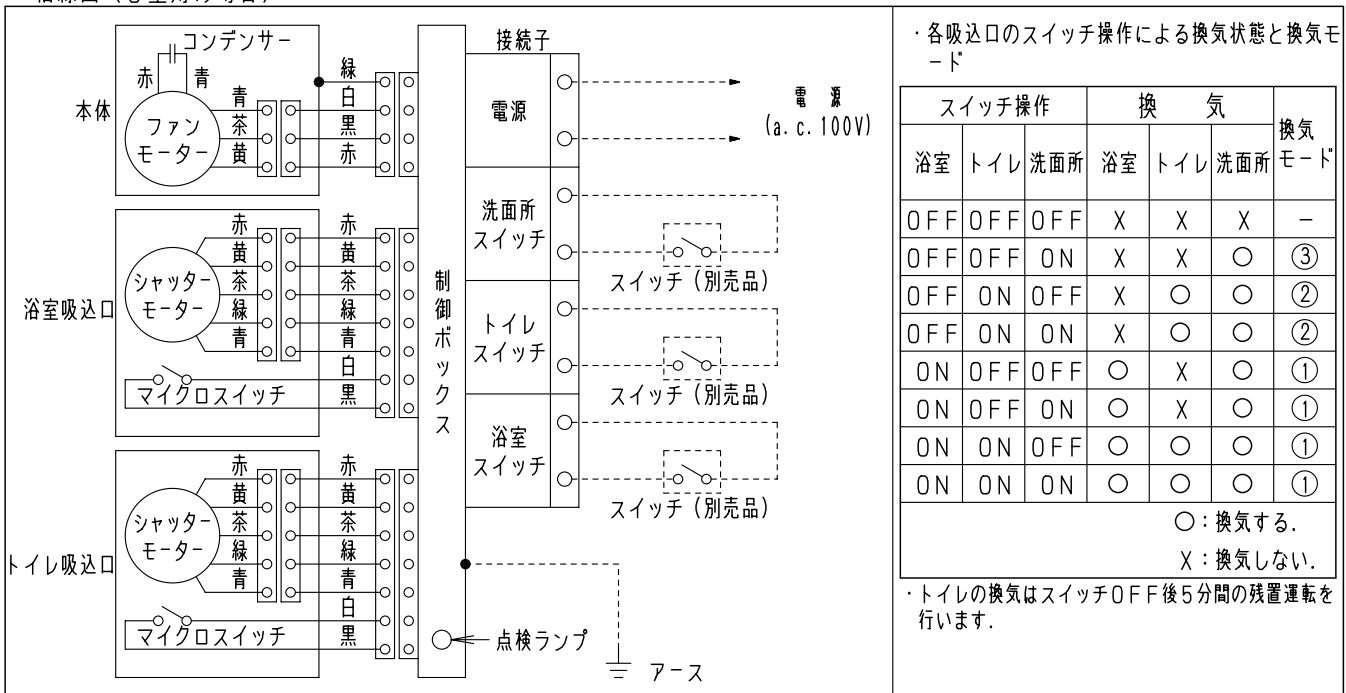 コンデンサー
赤 青
本体
ファン
モーター
青
茶
黄
緑
白
黒
赤
浴室吸込口
シャッター
モーター
赤
黄
茶
緑
青
マイクロスイッチ
赤
黄
茶
緑
青
白
黒
トイレ吸込口
シャッター
モーター
赤
黄
茶
緑
青
マイクロスイッチ
赤
黄
茶
緑
青
白
黒
制御ボックス
点検ランプ
アース
接続子
電源
電源
(a.c.100V)
洗面所
スイッチ
スイッチ(別売品)
トイレ
スイッチ
スイッチ(別売品)
浴室
スイッチ
スイッチ(別売品)
・各吸込口のスイッチ操作による換気状態と換気モ
ード
スイッチ操作 換気 換気
モード
浴室 トイレ 洗面所 浴室 トイレ 洗面所
OFF OFF OFF X X X −
OFF OFF ON X X ○ ③
OFF ON OFF X ○ ○ ②
OFF ON ON X ○ ○ ②
ON OFF OFF ○ X ○ ①
ON OFF ON ○ X ○ ①
ON ON OFF ○ ○ ○ ①
ON ON ON ○ ○ ○ ①
○:換気する.
X:換気しない.
・トイレの換気はスイッチOFF後5分間の残置運転を
行います.